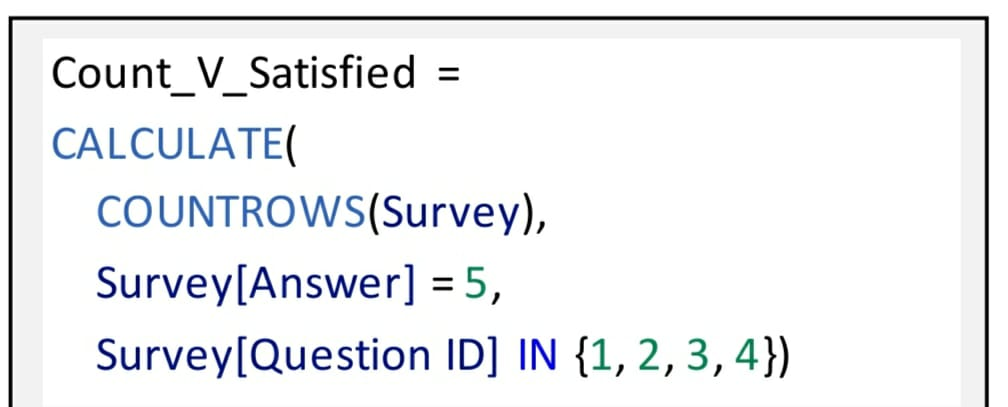 Count_V_Satisfied =
CALCULATE(
COUNTROWS(Survey),
Survey[Answer] = 5,
Survey[Question ID] IN {1, 2, 3, 4})